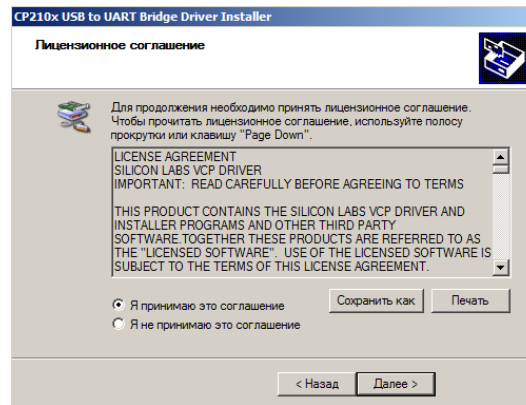 CP210x USB to UART Bridge Driver Installer
Лицензионное соглашение
Для продолжения необходимо принять лицензионное соглашение.
Чтобы прочитать лицензионное соглашение, используйте полосу
прокрутки или клавишу "Page Down".
LICENSE AGREEMENT
SILICON LABS VCP DRIVER
IMPORTANT: READ CAREFULLY BEFORE AGREEING TO TERMS
THIS PRODUCT CONTAINS THE SILICON LABS VCP DRIVER AND
INSTALLER PROGRAMS AND OTHER THIRD PARTY
SOFTWARE.TOGETHER THESE PRODUCTS ARE REFERRED TO AS
THE "LICENSED SOFTWARE". USE OF THE LICENSED SOFTWARE IS
SUBJECT TO THE TERMS OF THIS LICENSE AGREEMENT.
Я принимаю это соглашение
Сохранить как
Печать
Я не принимаю это соглашение
< Назад
Далее >